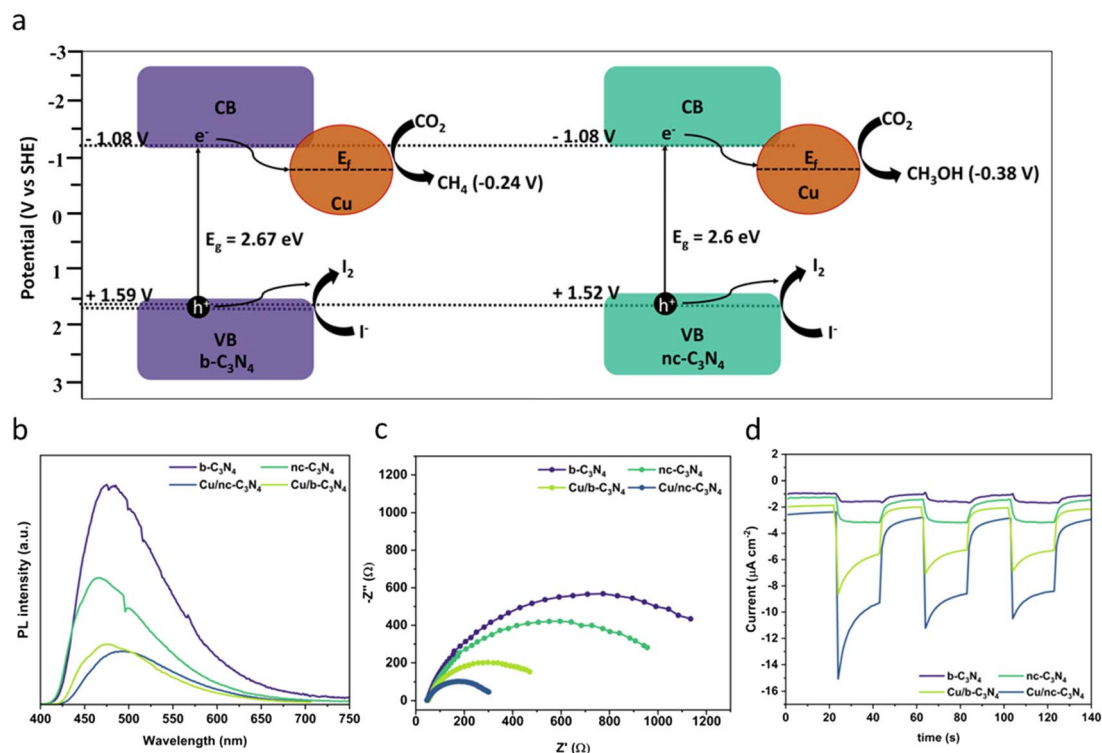 a
Potential (V vs SHE)
-3
-2
-1
0
1
2
3
CB
e⁻
- 1.08 V
E_f
Cu
CO₂
CH₄ (-0.24 V)
E_g = 2.67 eV
+ 1.59 V
h⁺
I₂
I⁻
VB
b-C₃N₄
CB
e⁻
- 1.08 V
E_f
Cu
CO₂
CH₃OH (-0.38 V)
E_g = 2.6 eV
+ 1.52 V
h⁺
I₂
I⁻
VB
nc-C₃N₄
b
PL intensity (a.u.)
b-C₃N₄ nc-C₃N₄
Cu/nc-C₃N₄ Cu/b-C₃N₄
400 450 500 550 600 650 700 750
Wavelength (nm)
c
-Z'' (Ω)
1200
1000
800
600
400
200
0
b-C₃N₄ nc-C₃N₄
Cu/b-C₃N₄ Cu/nc-C₃N₄
0 200 400 600 800 1000 1200
Z' (Ω)
d
Current (µA cm⁻²)
2
0
-2
-4
-6
-8
-10
-12
-14
-16
b-C₃N₄ nc-C₃N₄
Cu/b-C₃N₄ Cu/nc-C₃N₄
0 20 40 60 80 100 120 140
time (s)